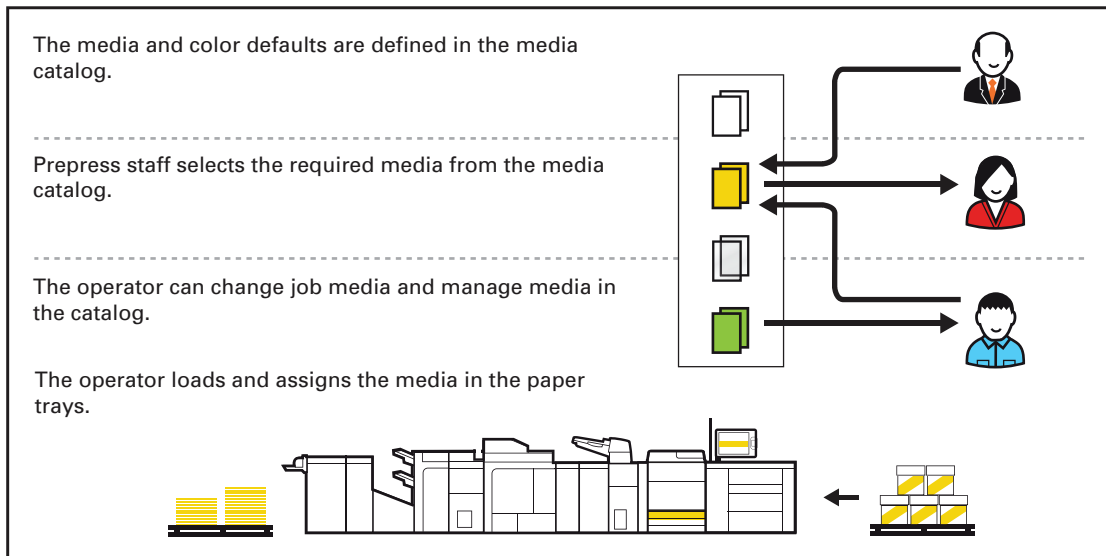 The media and color defaults are defined in the media
catalog.
Prepress staff selects the required media from the media
catalog.
The operator can change job media and manage media in
the catalog.
The operator loads and assigns the media in the paper
trays.